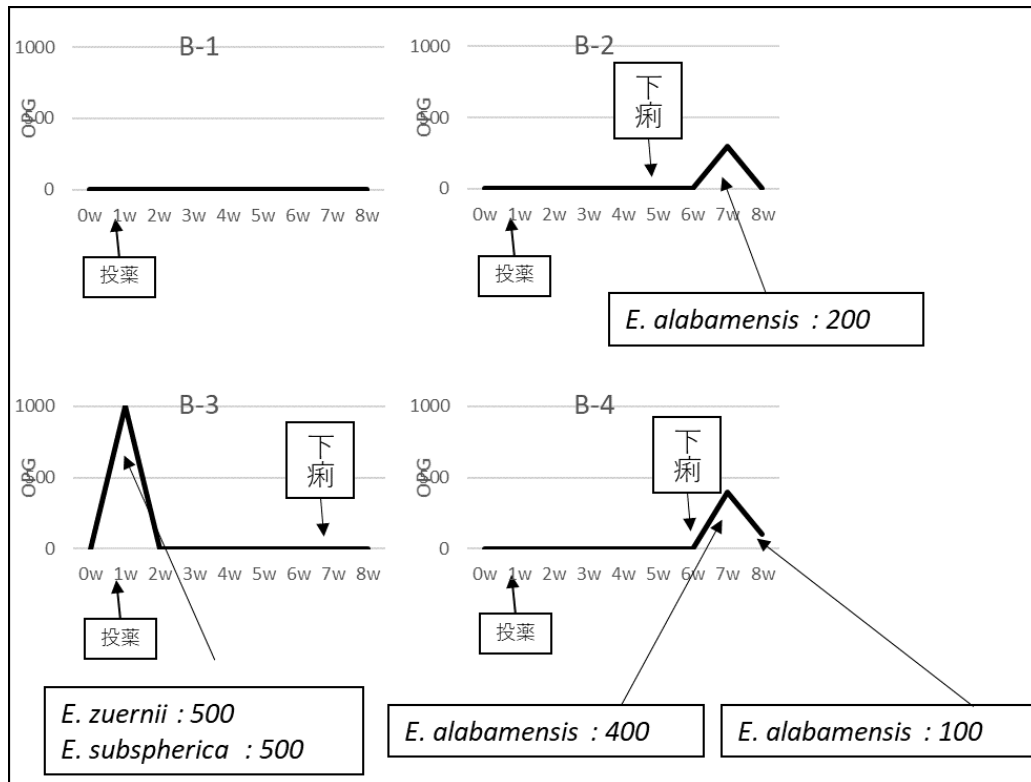 B-1
1000
500
0
OPG
0w 1w 2w 3w 4w 5w 6w 7w 8w
投薬
B-2
1000
500
0
OPG
下痢
0w 1w 2w 3w 4w 5w 6w 7w 8w
投薬
E. alabamensis : 200
B-3
1000
500
0
OPG
下痢
0w 1w 2w 3w 4w 5w 6w 7w 8w
投薬
E. zuernii : 500
E. subspherica : 500
B-4
1000
500
0
OPG
下痢
0w 1w 2w 3w 4w 5w 6w 7w 8w
投薬
E. alabamensis : 400
E. alabamensis : 100